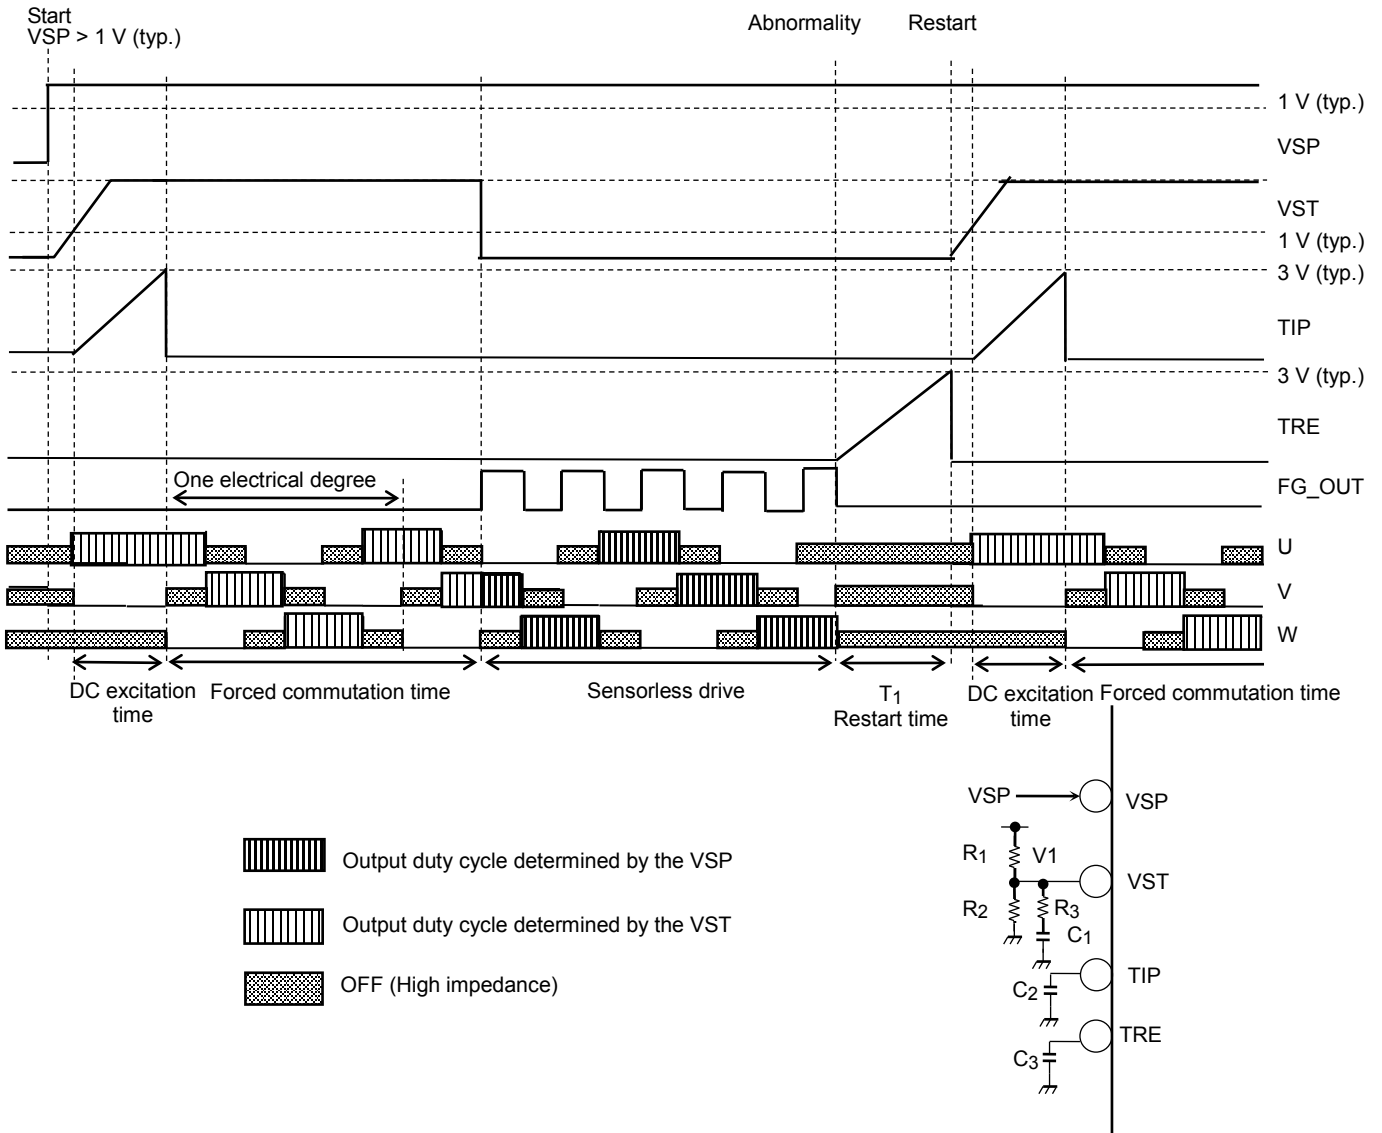 Start
VSP > 1 V (typ.)
Abnormality
Restart
1 V (typ.)
VSP
VST
1 V (typ.)
3 V (typ.)
TIP
3 V (typ.)
TRE
One electrical degree
FG_OUT
U
V
W
DC excitation
time
Forced commutation time
Sensorless drive
T1
Restart time
DC excitation
time
Forced commutation time
VSP
VSP
R1
V1
VST
R2
R3
C1
TIP
C2
TRE
C3
Output duty cycle determined by the VSP
Output duty cycle determined by the VST
OFF (High impedance)